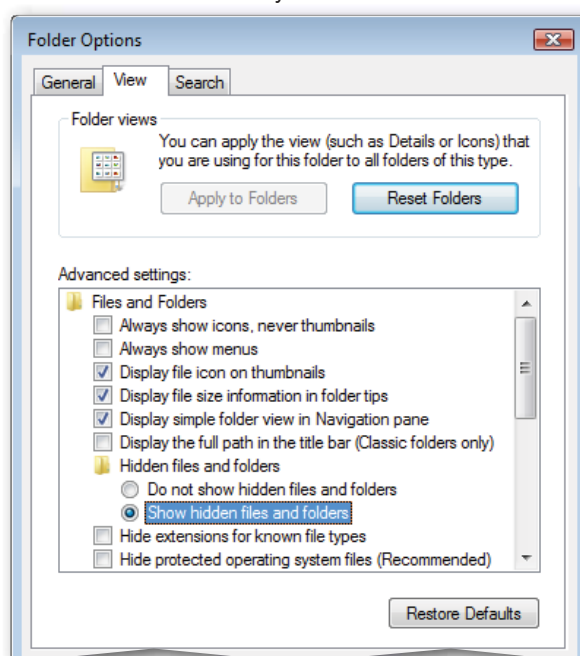 Folder Options
General View Search
Folder views
You can apply the view (such as Details or Icons) that
you are using for this folder to all folders of this type.
Apply to Folders Reset Folders
Advanced settings:
Files and Folders
Always show icons, never thumbnails
Always show menus
Display file icon on thumbnails
Display file size information in folder tips
Display simple folder view in Navigation pane
Display the full path in the title bar (Classic folders only)
Hidden files and folders
Do not show hidden files and folders
Show hidden files and folders
Hide extensions for known file types
Hide protected operating system files (Recommended)
Restore Defaults